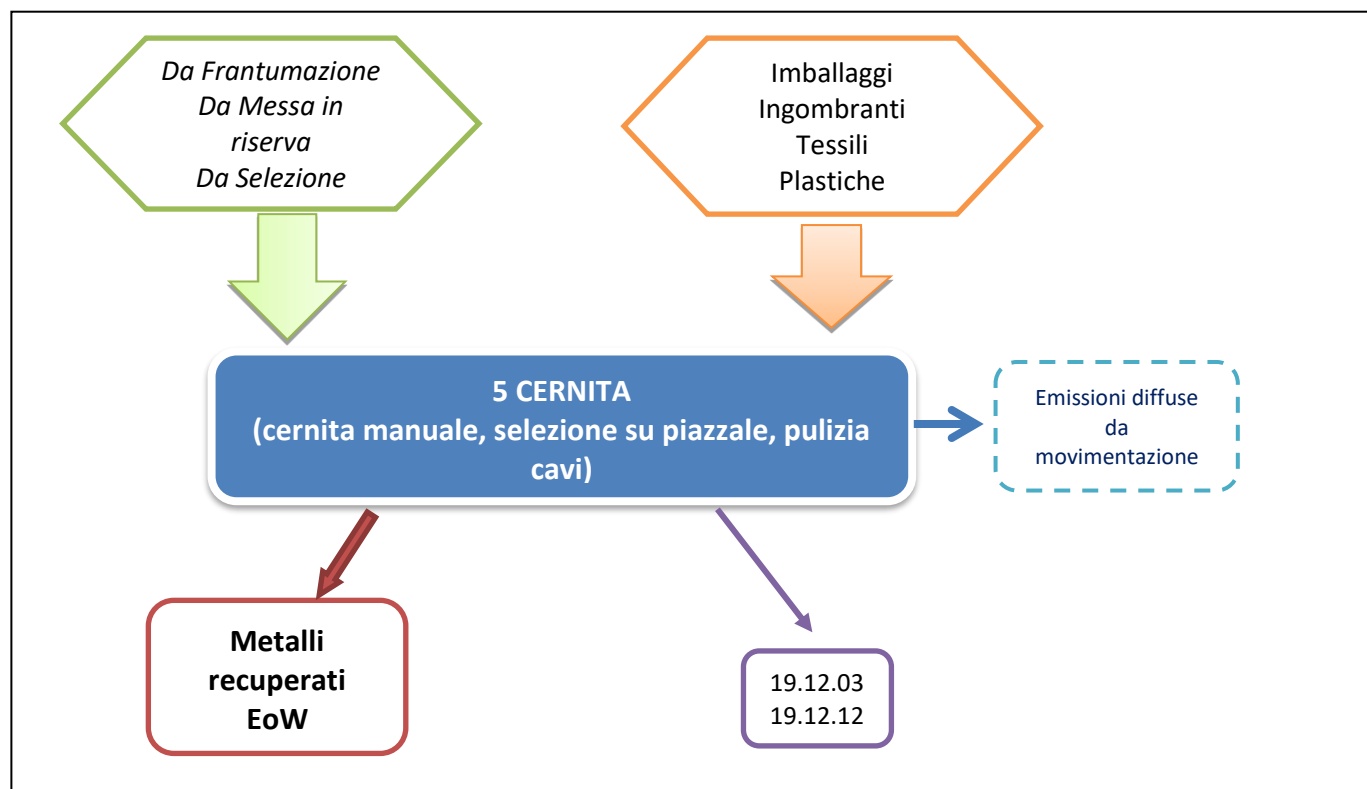 Da Frantumazione
Da Messa in
riserva
Da Selezione
Imballaggi
Ingombranti
Tessili
Plastiche
5 CERNITA
(cernita manuale, selezione su piazzale, pulizia
cavi)
Emissioni diffuse
da
movimentazione
Metalli
recuperati
EoW
19.12.03
19.12.12